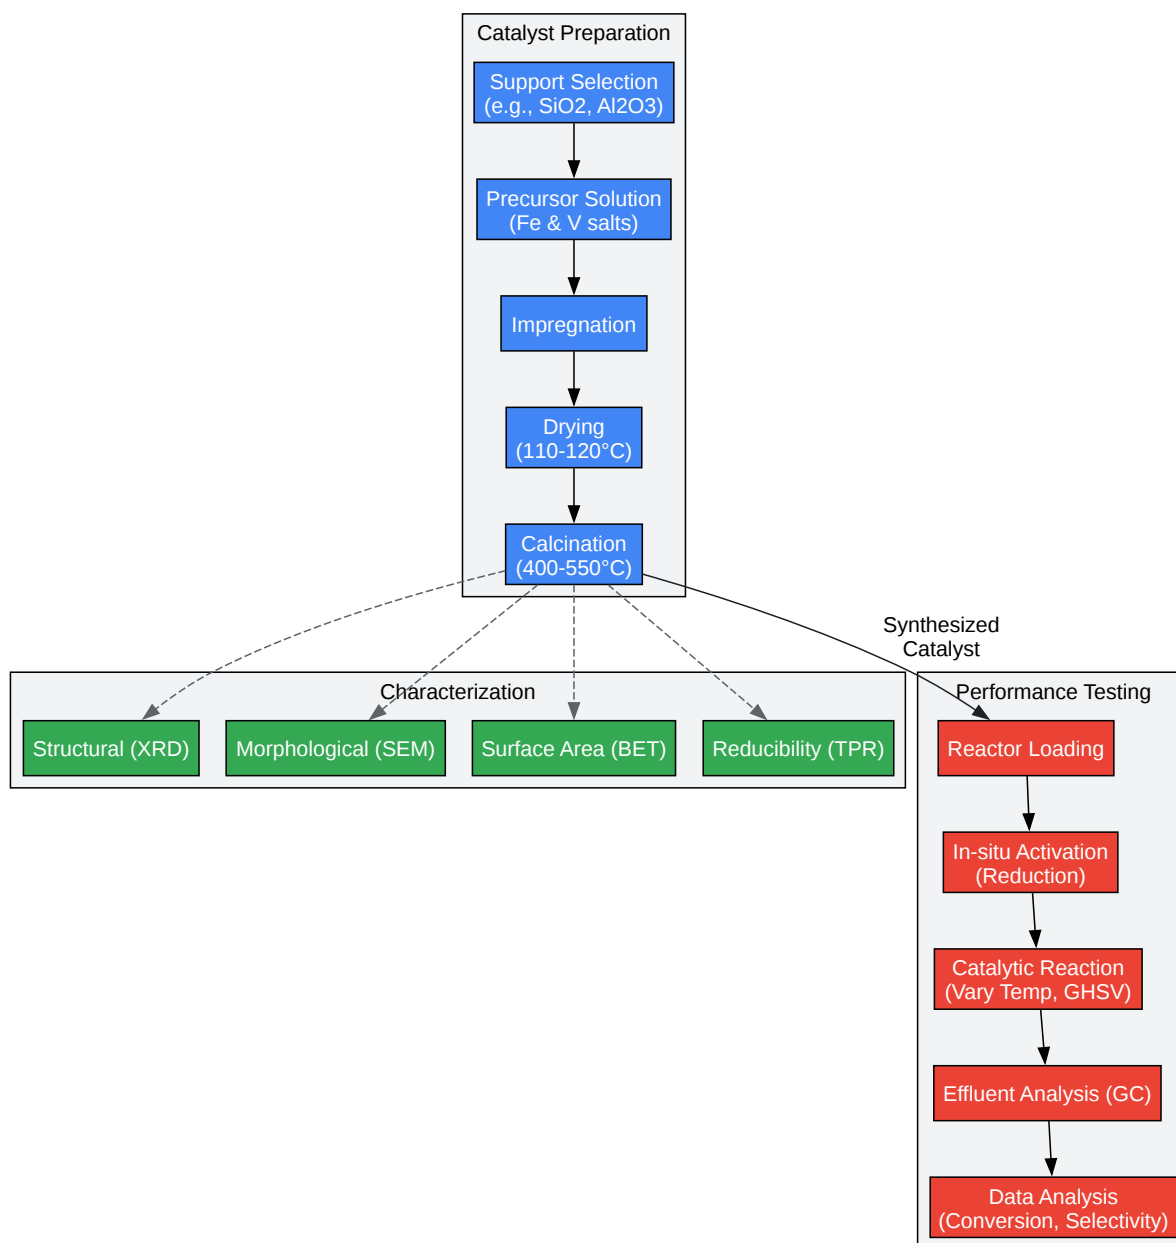 Catalyst Preparation
Support Selection
(e.g., SiO2, Al2O3)
Precursor Solution
(Fe & V salts)
Impregnation
Drying
(110-120°C)
Calcination
(400-550°C)
Synthesized
Catalyst
Characterization
Structural (XRD)
Morphological (SEM)
Surface Area (BET)
Reducibility (TPR)
Performance Testing
Reactor Loading
In-situ Activation
(Reduction)
Catalytic Reaction
(Vary Temp, GHSV)
Effluent Analysis (GC)
Data Analysis
(Conversion, Selectivity)